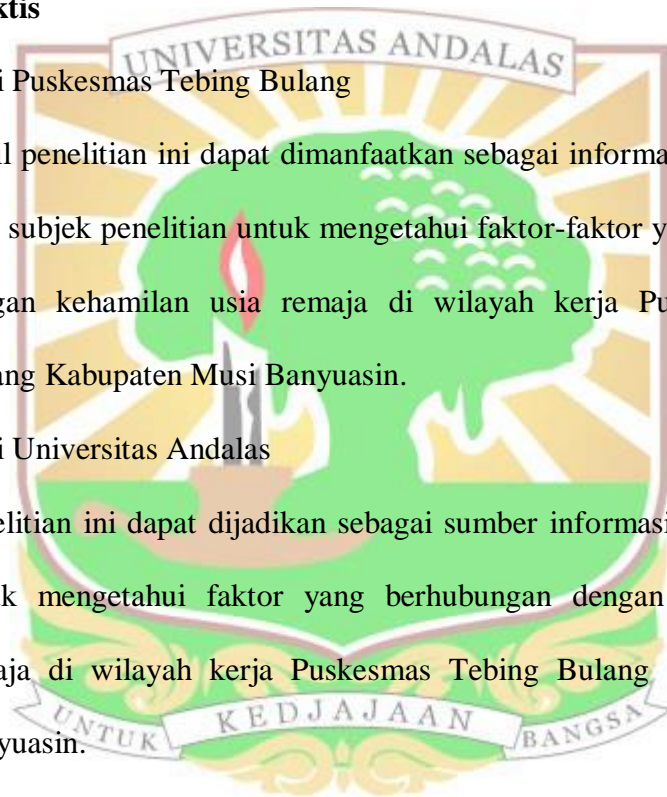 ktis
UNIVERSITAS ANDALAS
i Puskesmas Tebing Bulang
il penelitian ini dapat dimanfaatkan sebagai informa
subjek penelitian untuk mengetahui faktor-faktor y
gan kehamilan usia remaja di wilayah kerja Pu
ang Kabupaten Musi Banyuasin.
i Universitas Andalas
elitian ini dapat dijadikan sebagai sumber informasi
k mengetahui faktor yang berhubungan dengan
aja di wilayah kerja Puskesmas Tebing Bulang
UNTUK KEDJAJAAN BANGSA
yuasin.